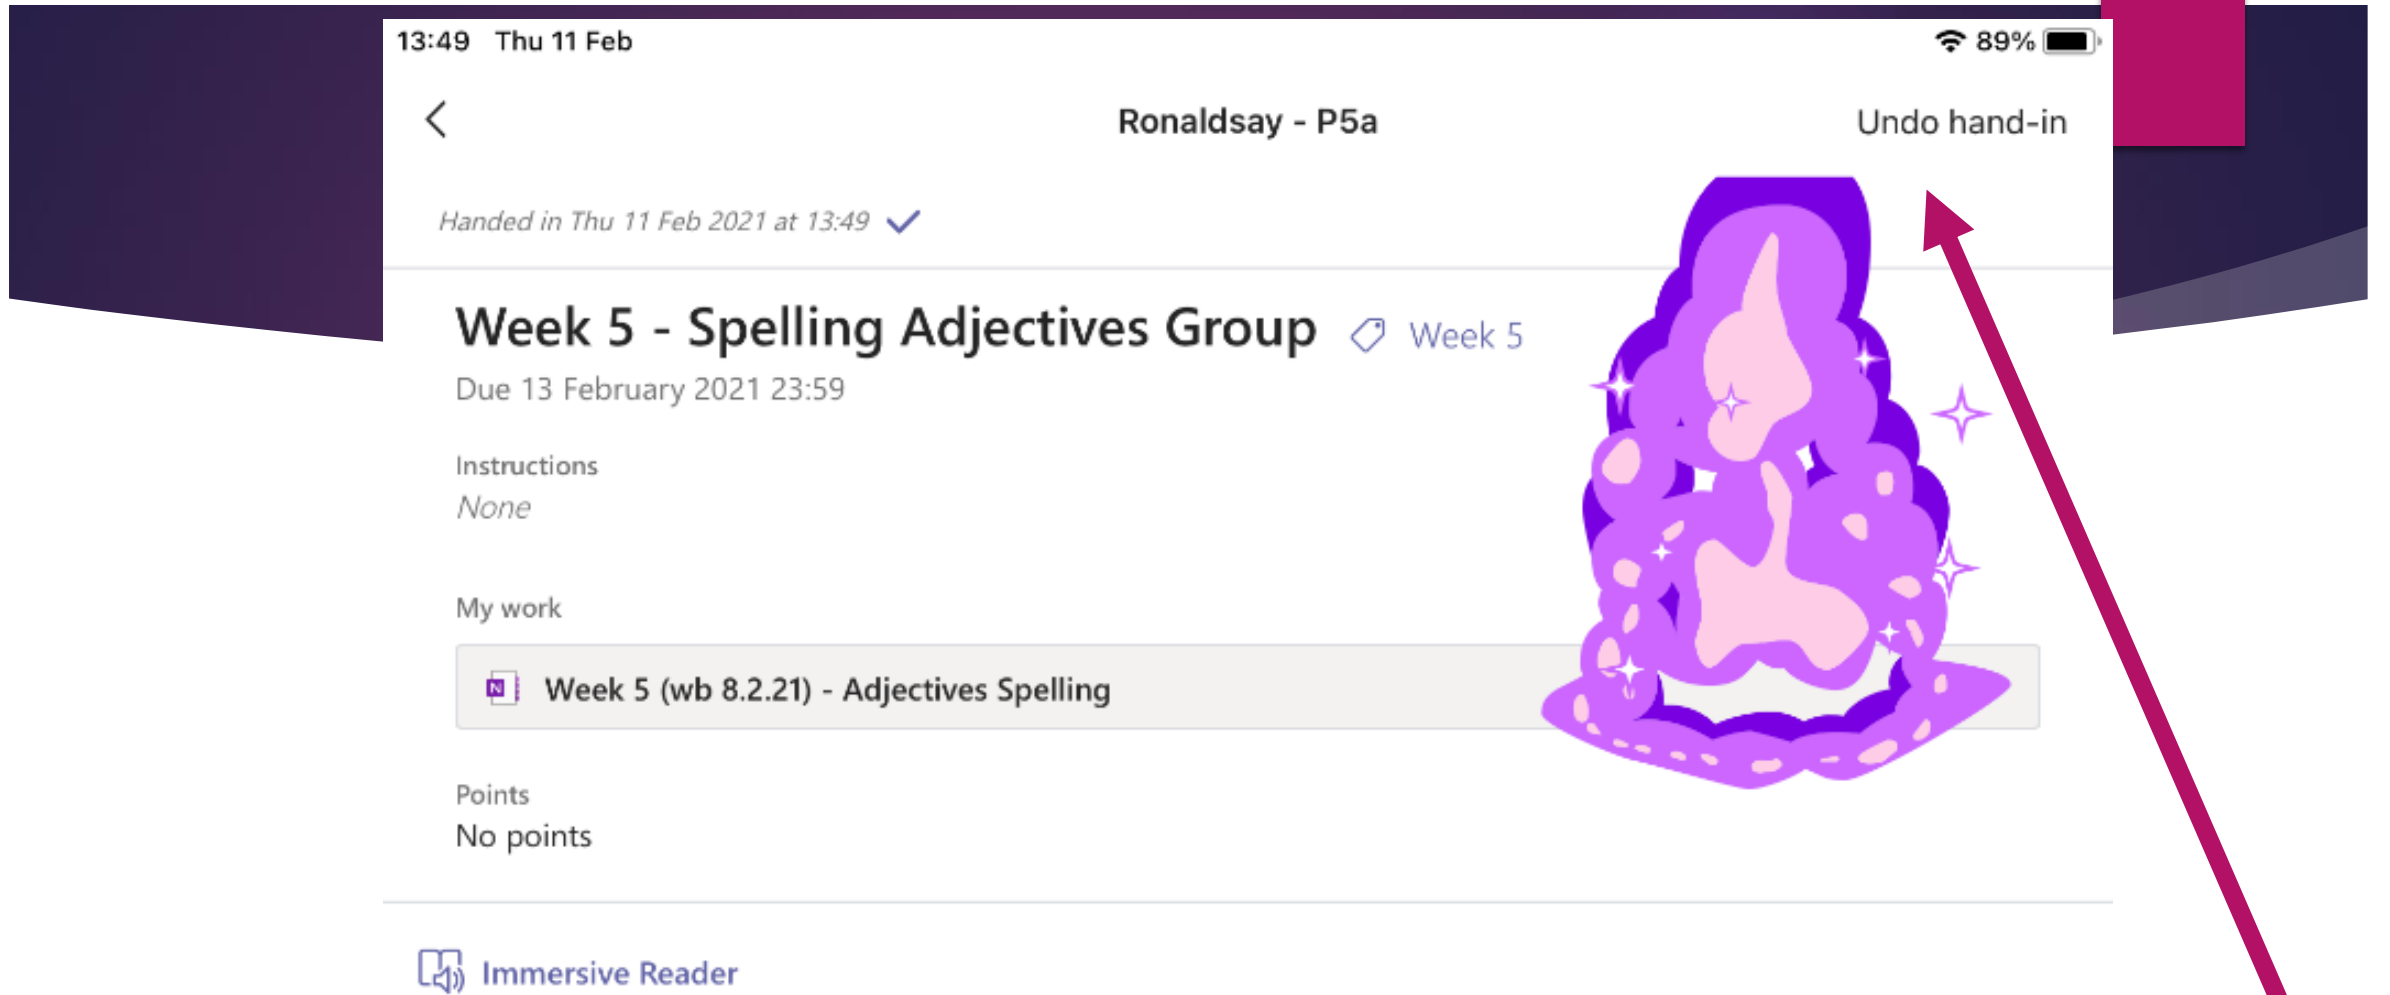 13:49 Thu 11 Feb 89%
Ronaldsay - P5a Undo hand-in
Handed in Thu 11 Feb 2021 at 13:49
Week 5 - Spelling Adjectives Group Week 5
Due 13 February 2021 23:59
Instructions
None
My work
N Week 5 (wb 8.2.21) - Adjectives Spelling
Points
No points
Immersive Reader